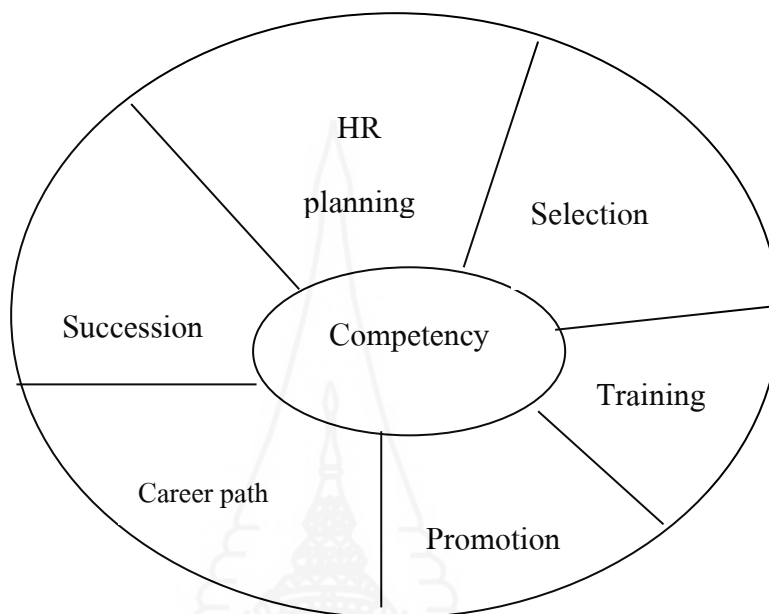 HR
planning
Selection
Succession
Competency
Training
Career path
Promotion